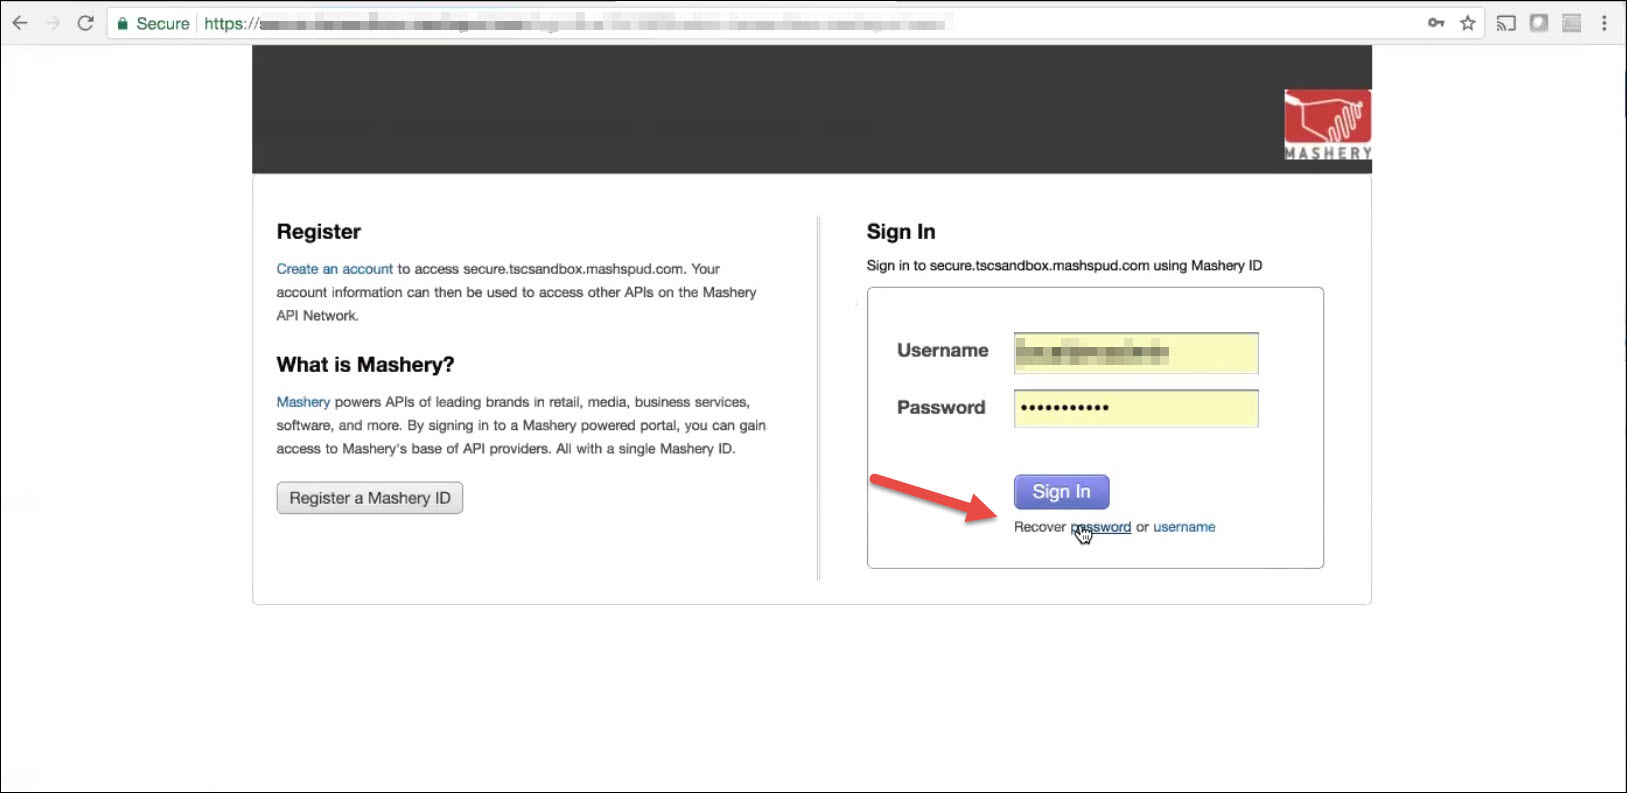 Secure https://
MASHERY
Register
Create an account to access secure.tscsandbox.mashspud.com. Your
account information can then be used to access other APIs on the Mashery
API Network.
What is Mashery?
Mashery powers APIs of leading brands in retail, media, business services,
software, and more. By signing in to a Mashery powered portal, you can gain
access to Mashery's base of API providers. All with a single Mashery ID.
Register a Mashery ID
Sign In
Sign in to secure.tscsandbox.mashspud.com using Mashery ID
Username
Password •••••••••••
Sign In
Recover password or username